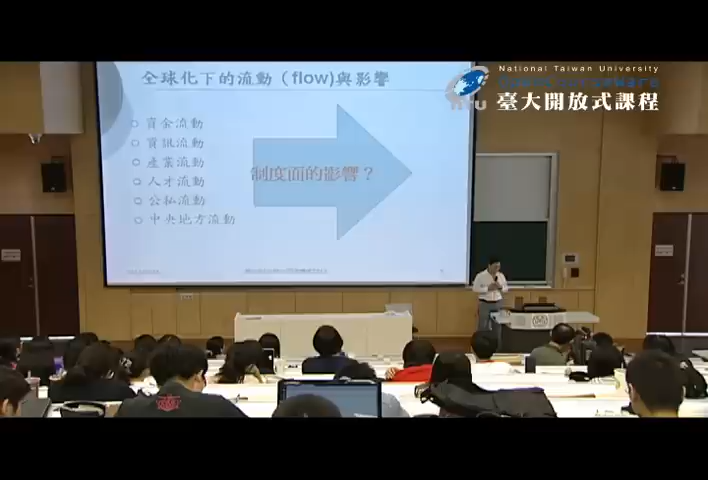 全球化下的流動（flow)與影響
National Taiwan University
臺大開放式課程
資金流動
資訊流動
產業流動
人才流動
公私流動
中央地方流動
制度面的影響？